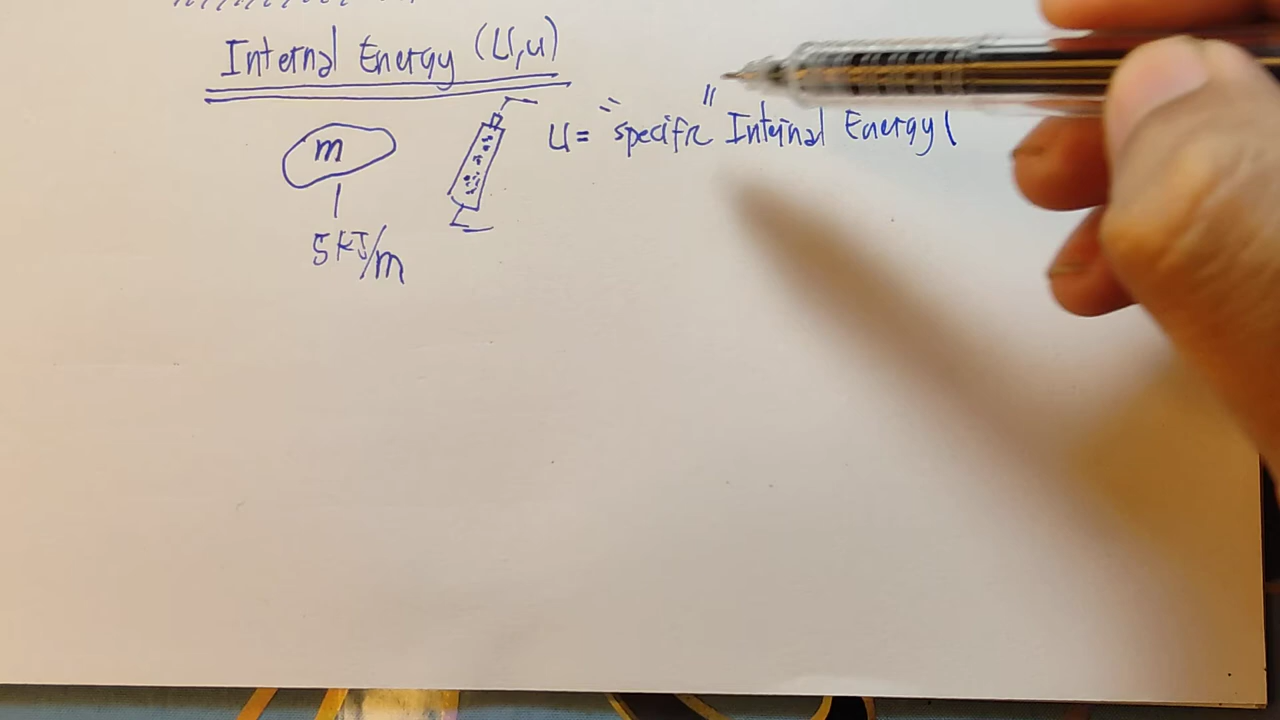 Internal Energy (U,u)
m
u = "specific" Internal Energy (
5 kJ/m